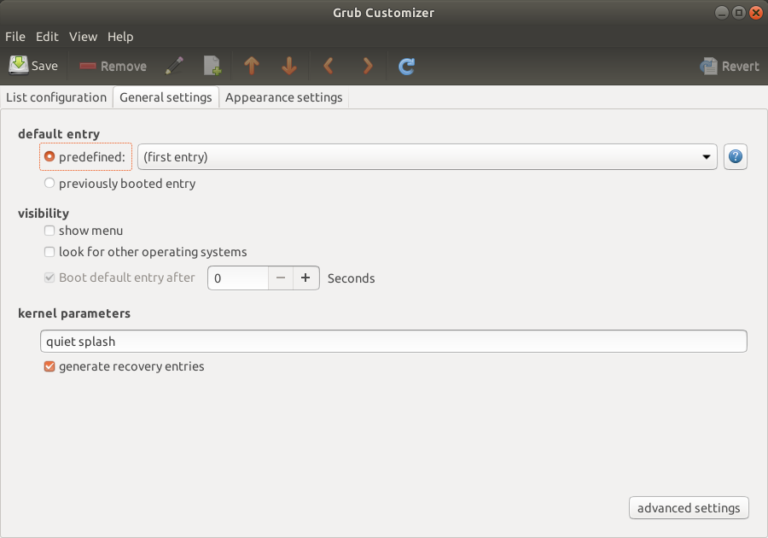 Grub Customizer
File Edit View Help
Save Remove Revert
List configuration General settings Appearance settings
default entry
predefined: (first entry) ?
previously booted entry
visibility
show menu
look for other operating systems
Boot default entry after 0 − + Seconds
kernel parameters
quiet splash
generate recovery entries
advanced settings